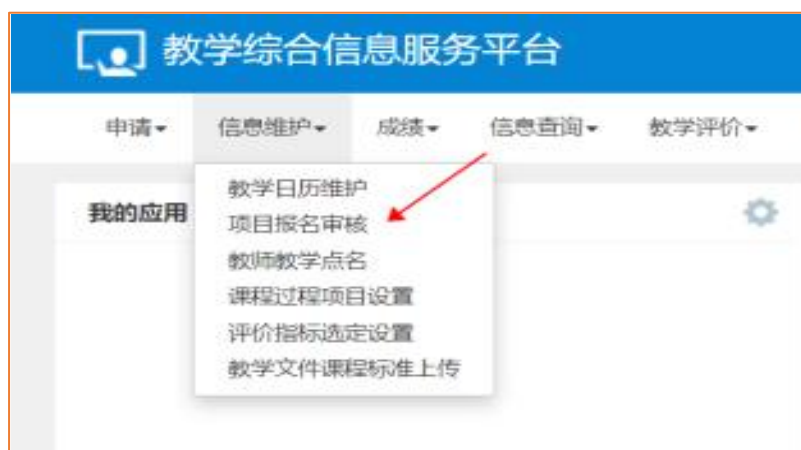 教学综合信息服务平台
申请 信息维护 成绩 信息查询 教学评价
教学日历维护
我的应用
项目报名审核
教师教学点名
课程过程项目设置
评价指标选定设置
教学文件课程标准上传